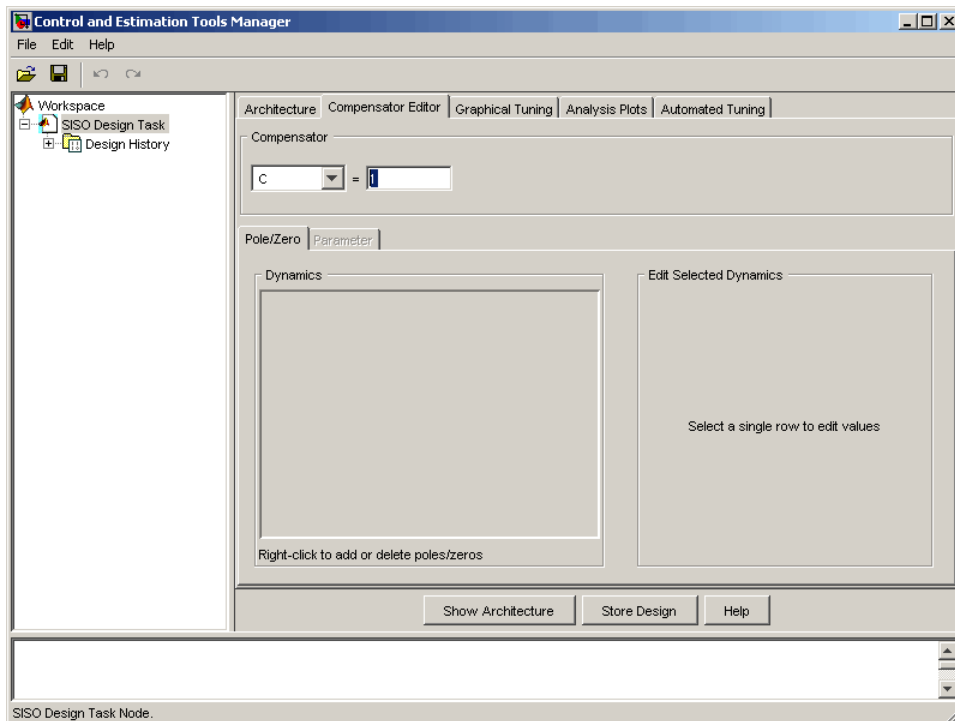 Control and Estimation Tools Manager
File Edit Help
Workspace
SISO Design Task
Design History
Architecture Compensator Editor Graphical Tuning Analysis Plots Automated Tuning
Compensator
C = 1
Pole/Zero Parameter
Dynamics
Edit Selected Dynamics
Select a single row to edit values
Right-click to add or delete poles/zeros
Show Architecture Store Design Help
SISO Design Task Node.